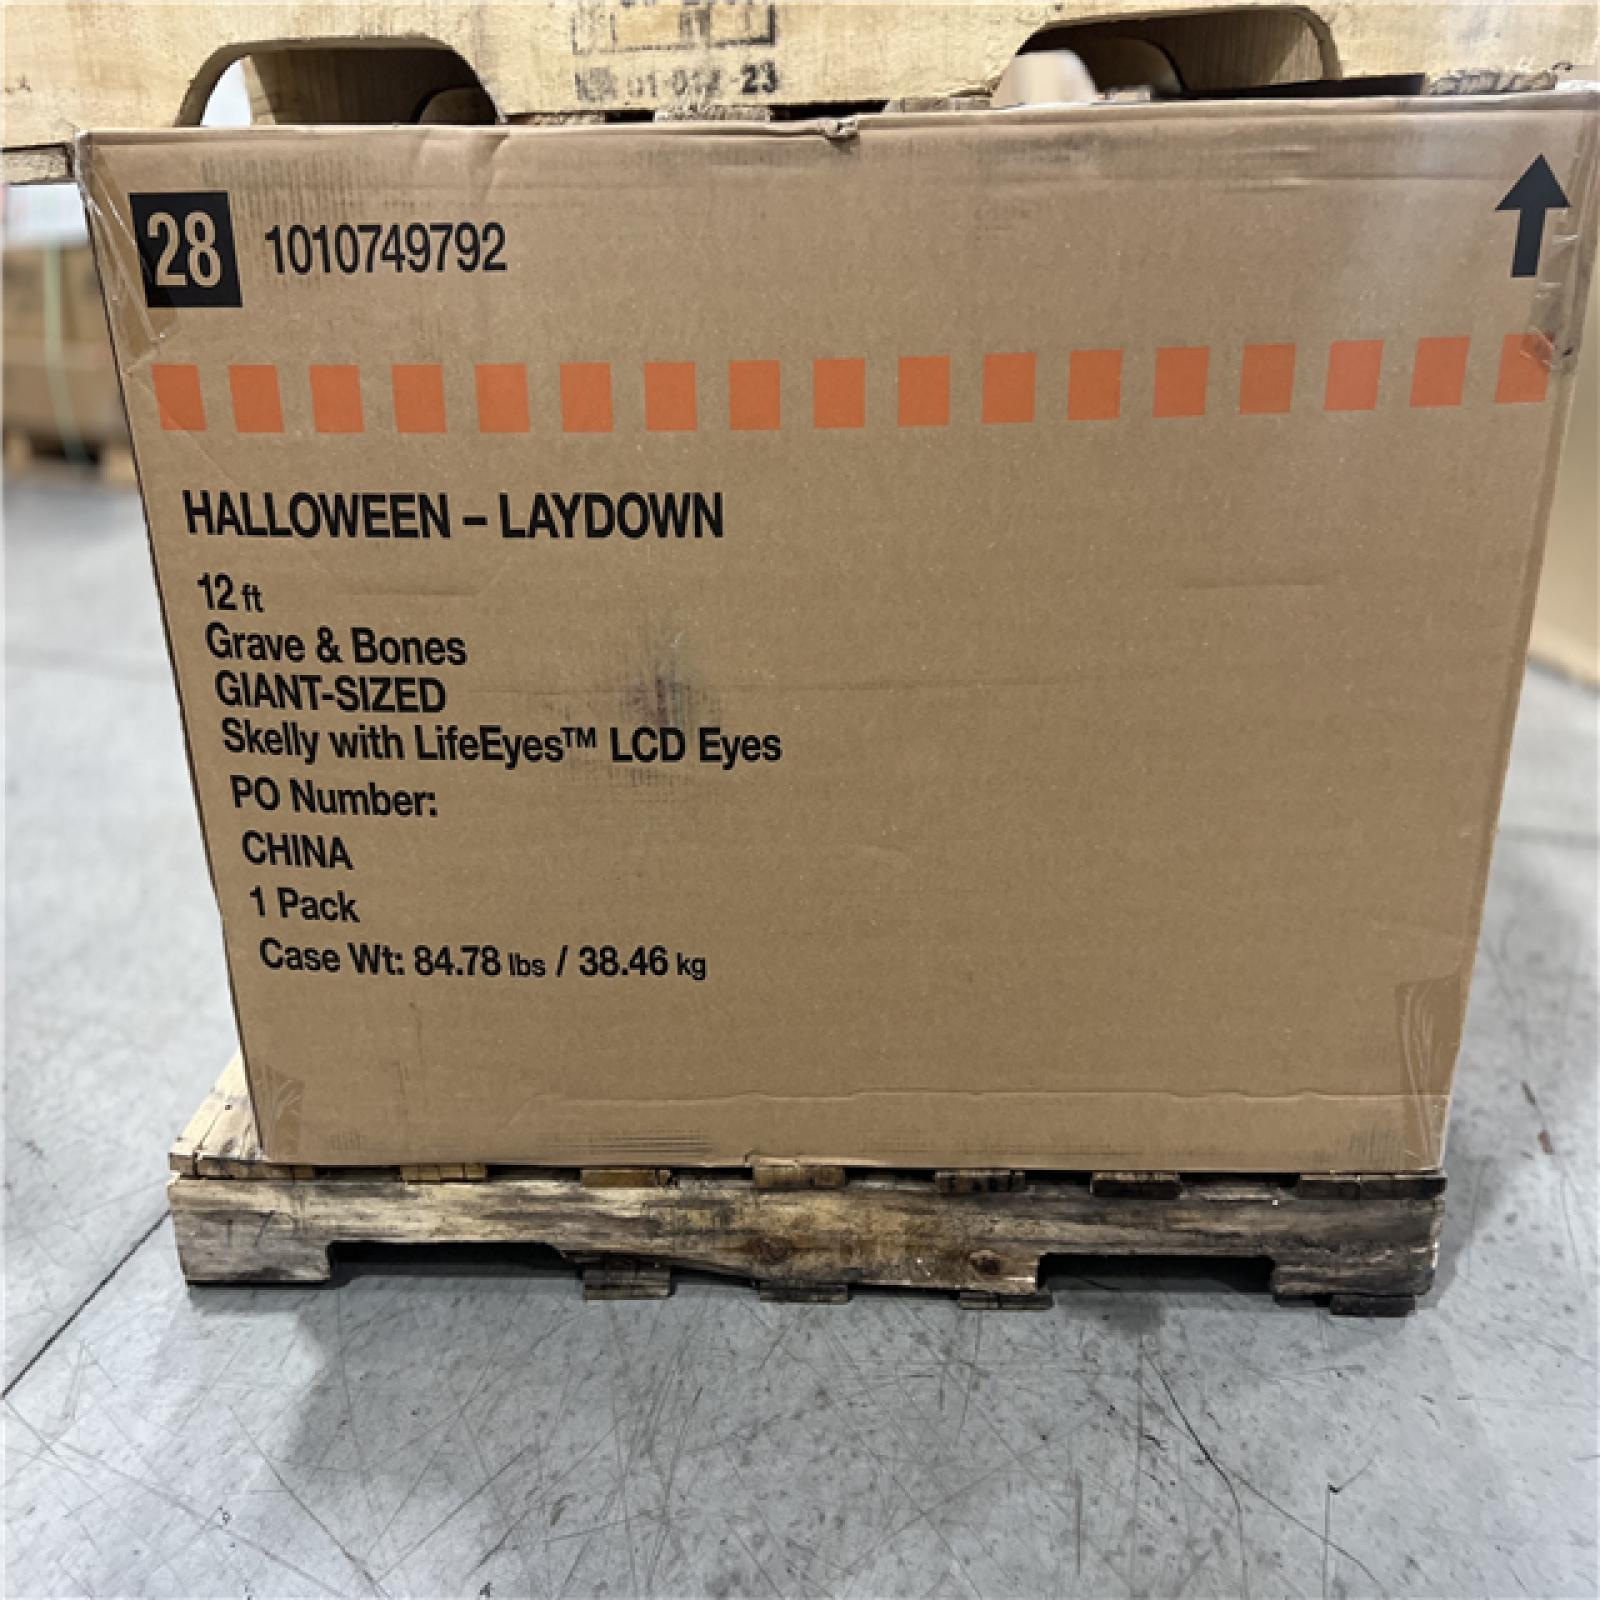 23
28 1010749792
HALLOWEEN – LAYDOWN
12 ft
Grave & Bones
GIANT-SIZED
Skelly with LifeEyes™ LCD Eyes
PO Number:
CHINA
1 Pack
Case Wt: 84.78 lbs / 38.46 kg